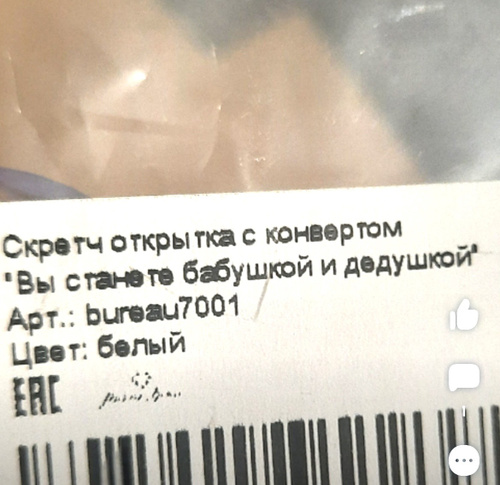 Скретч открытка с конвертом
"Вы станете бабушкой и дедушкой"
Арт.: bureau7001
Цвет: белый
EAC